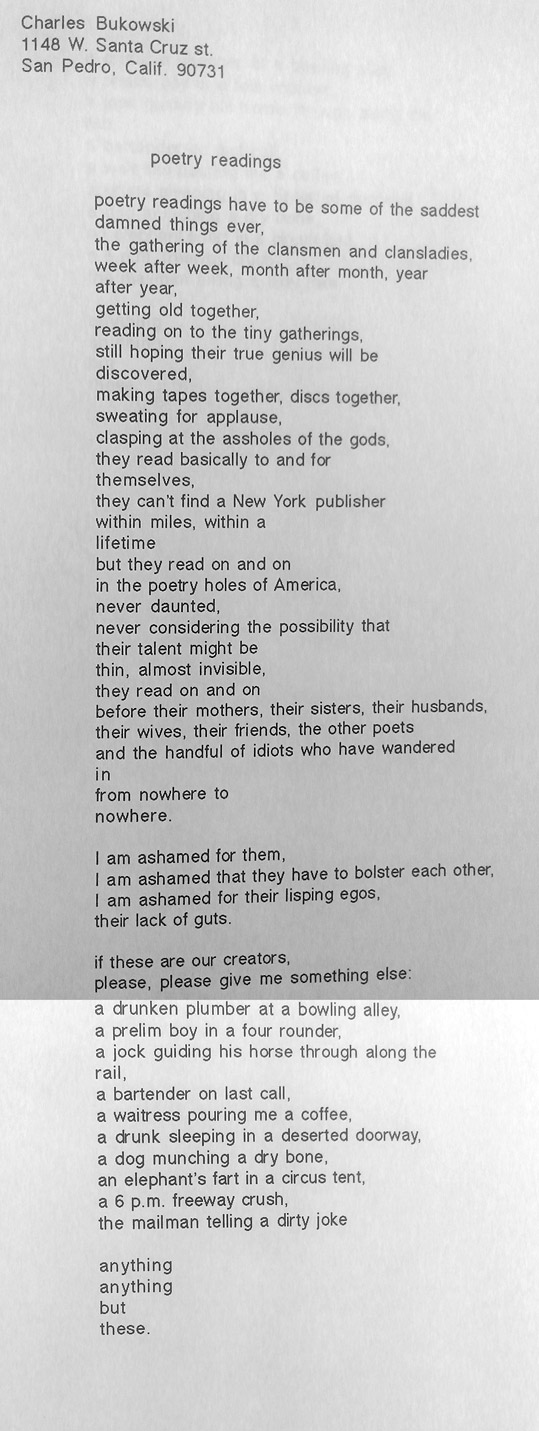 Charles Bukowski
1148 W. Santa Cruz st.
San Pedro, Calif. 90731
poetry readings
poetry readings have to be some of the saddest
damned things ever,
the gathering of the clansmen and clansladies,
week after week, month after month, year
after year,
getting old together,
reading on to the tiny gatherings,
still hoping their true genius will be
discovered,
making tapes together, discs together,
sweating for applause,
clasping at the assholes of the gods,
they read basically to and for
themselves,
they can't find a New York publisher
within miles, within a
lifetime
but they read on and on
in the poetry holes of America,
never daunted,
never considering the possibility that
their talent might be
thin, almost invisible,
they read on and on
before their mothers, their sisters, their husbands,
their wives, their friends, the other poets
and the handful of idiots who have wandered
in
from nowhere to
nowhere.
I am ashamed for them,
I am ashamed that they have to bolster each other,
I am ashamed for their lisping egos,
their lack of guts.
if these are our creators,
please, please give me something else:
a drunken plumber at a bowling alley,
a prelim boy in a four rounder,
a jock guiding his horse through along the
rail,
a bartender on last call,
a waitress pouring me a coffee,
a drunk sleeping in a deserted doorway,
a dog munching a dry bone,
an elephant's fart in a circus tent,
a 6 p.m. freeway crush,
the mailman telling a dirty joke
anything
anything
but
these.